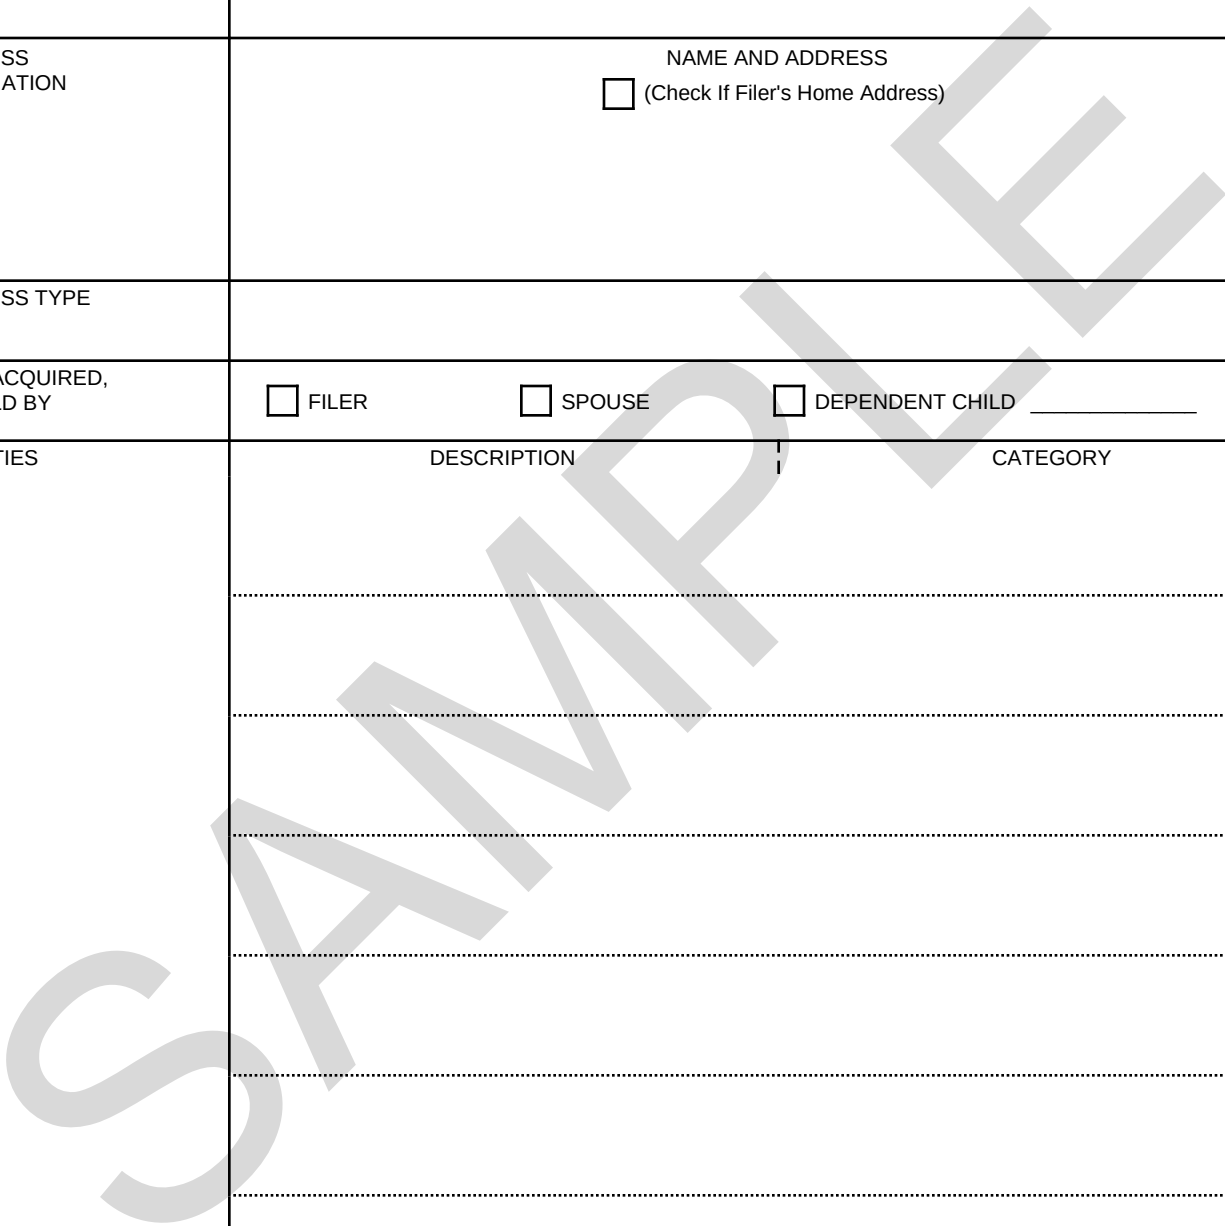 SS
ATION
NAME AND ADDRESS
(Check If Filer's Home Address)
SS TYPE
ACQUIRED,
LD BY
FILER SPOUSE DEPENDENT CHILD ______________
TIES
DESCRIPTION CATEGORY
SAMPLE